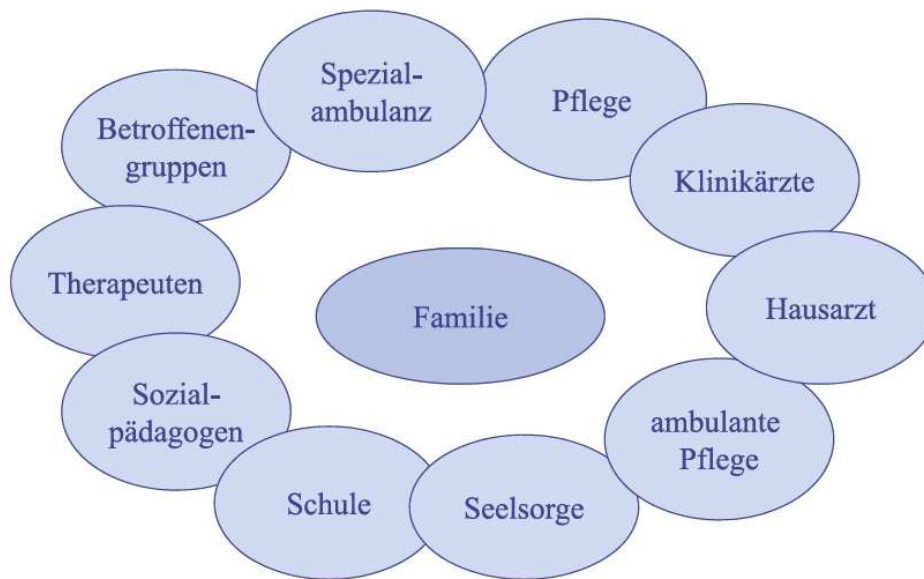 Spezial-
ambulanz
Pflege
Betroffenen-
gruppen
Klinikärzte
Therapeuten
Familie
Hausarzt
Sozial-
pädagogen
ambulante
Pflege
Schule
Seelsorge